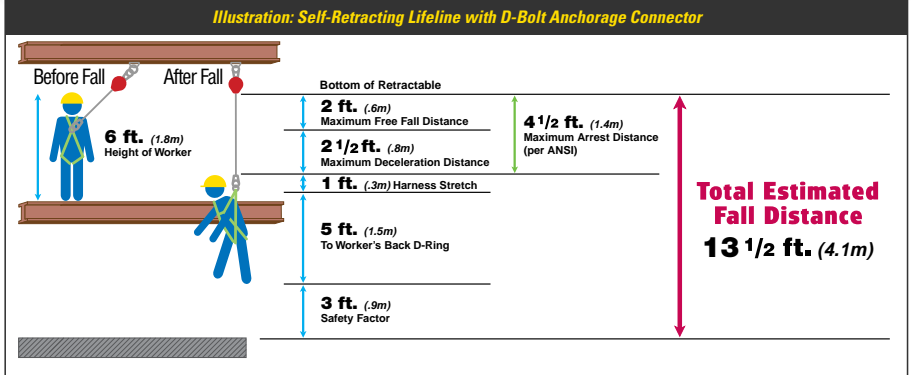 Illustration: Self-Retracting Lifeline with D-Bolt Anchorage Connector
Before Fall
After Fall
6 ft. (1.8m)
Height of Worker
Bottom of Retractable
2 ft. (.6m)
Maximum Free Fall Distance
2 1/2 ft. (.8m)
Maximum Deceleration Distance
1 ft. (.3m) Harness Stretch
5 ft. (1.5m)
To Worker's Back D-Ring
3 ft. (.9m)
Safety Factor
4 1/2 ft. (1.4m)
Maximum Arrest Distance
(per ANSI)
Total Estimated
Fall Distance
13 1/2 ft. (4.1m)